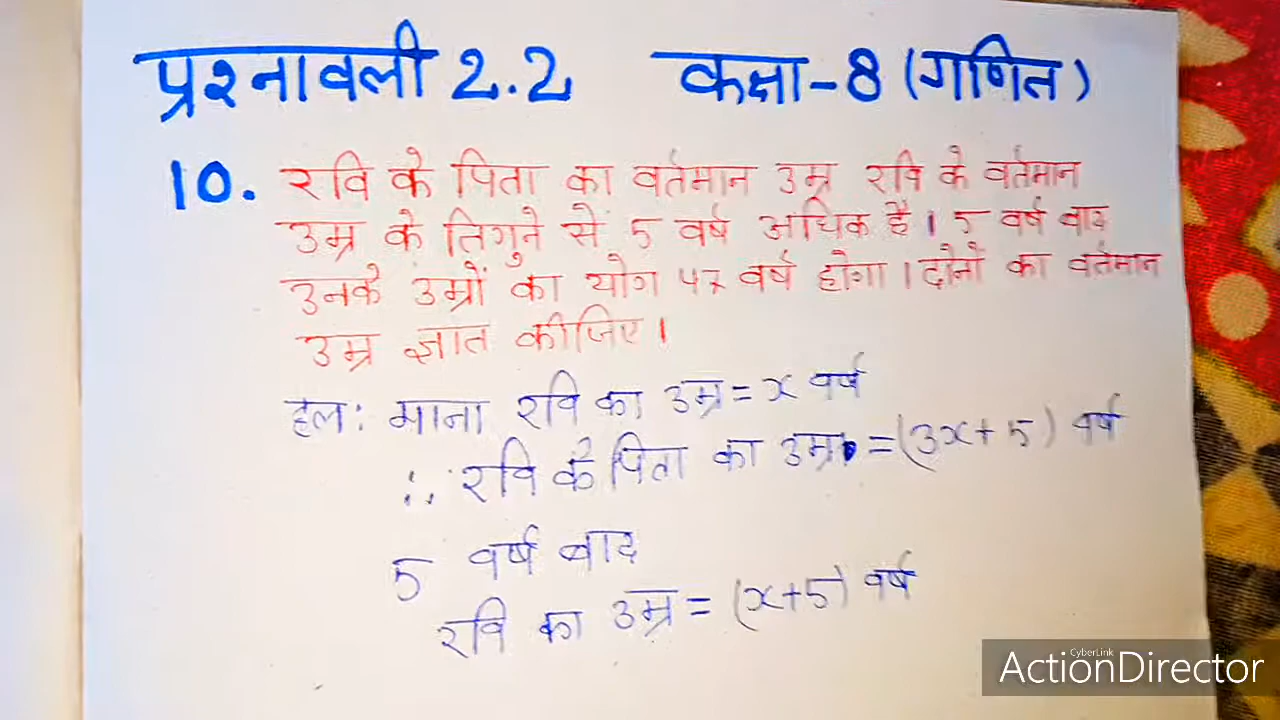 प्रश्नावली 2.2 कक्षा-8 (गणित)
10. रवि के पिता का वर्तमान उम्र रवि के वर्तमान
उम्र के तिगुने से 5 वर्ष अधिक है। 5 वर्ष बाद
उनके उम्रों का योग 47 वर्ष होगा। दोनों का वर्तमान
उम्र ज्ञात कीजिए।
हल: माना रवि का उम्र = x वर्ष
∴ रवि के पिता का उम्र = (3x+5) वर्ष
5 वर्ष बाद
रवि का उम्र = (x+5) वर्ष
CyberLink
ActionDirector